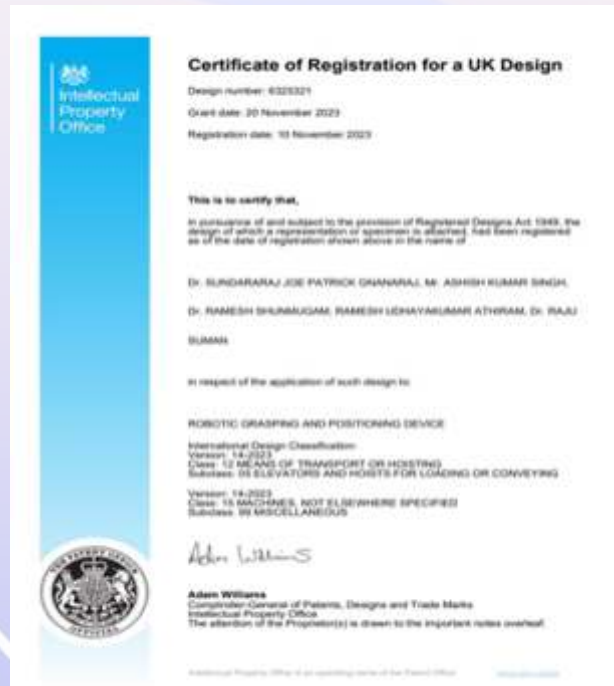 Intellectual
Property
Office
Certificate of Registration for a UK Design
Design number: 6325321
Grant date: 20 November 2023
Registration date: 10 November 2023
This is to certify that,
in pursuance of and subject to the provision of Registered Designs Act 1949, the
design of which a representation or specimen is attached, had been registered
as of the date of registration shown above in the name of
Dr. SUNDARARAJ JOE PATRICK GNANARAJ, Mr. ASHISH KUMAR SINGH,
Dr. RAMESH SHUNMUGAM, RAMESH UDHAYAKUMAR ATHIRAM, Dr. RAJU
SUMAN
in respect of the application of such design to:
ROBOTIC GRASPING AND POSITIONING DEVICE
International Design Classification:
Version: 14-2023
Class: 12 MEANS OF TRANSPORT OR HOISTING
Subclass: 05 ELEVATORS AND HOISTS FOR LOADING OR CONVEYING
Version: 14-2023
Class: 15 MACHINES, NOT ELSEWHERE SPECIFIED
Subclass: 99 MISCELLANEOUS
Adam Williams
Adam Williams
Comptroller-General of Patents, Designs and Trade Marks
Intellectual Property Office
The attention of the Proprietor(s) is drawn to the important notes overleaf.
THE PATENT OFFICE
OFFICIAL
Intellectual Property Office is an operating name of the Patent Office